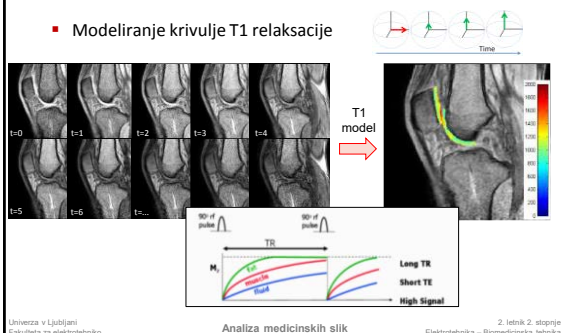 Modeliranje krivulje T1 relaksacije
Time
t=0
t=1
t=2
t=3
t=4
t=5
t=6
t=...
T1
model
2000
1800
1600
1400
1200
1000
800
600
400
200
0
90° rf
pulse
90° rf
pulse
TR
fat
muscle
fluid
Long TR
Short TE
High Signal
Univerza v Ljubljani
Fakulteta za elektrotehniko
Analiza medicinskih slik
2. letnik 2. stopnje
Elektrotehnika – Biomedicinska tehnika